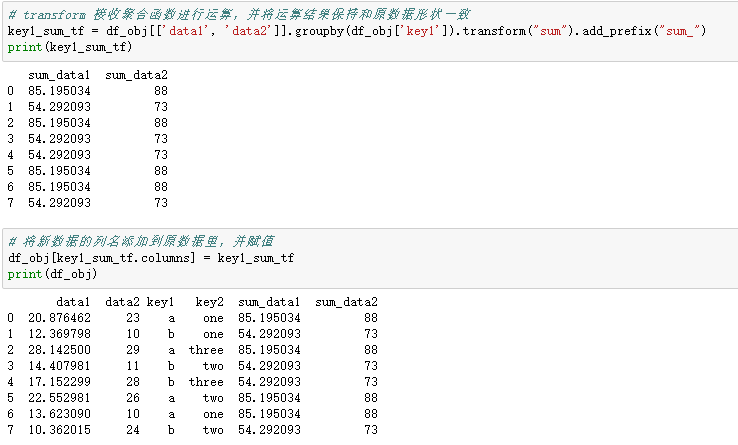 # transform 接收聚合函数进行运算，并将运算结果保持和原数据形状一致
key1_sum_tf = df_obj[['data1', 'data2']].groupby(df_obj['key1']).transform("sum").add_prefix("sum_")
print(key1_sum_tf)
sum_data1 sum_data2
0 85.195034 88
1 54.292093 73
2 85.195034 88
3 54.292093 73
4 54.292093 73
5 85.195034 88
6 85.195034 88
7 54.292093 73
# 将新数据的列名添加到原数据里，并赋值
df_obj[key1_sum_tf.columns] = key1_sum_tf
print(df_obj)
data1 data2 key1 key2 sum_data1 sum_data2
0 20.876462 23 a one 85.195034 88
1 12.369798 10 b one 54.292093 73
2 28.142500 29 a three 85.195034 88
3 14.407981 11 b two 54.292093 73
4 17.152299 28 b three 54.292093 73
5 22.552981 26 a two 85.195034 88
6 13.623090 10 a one 85.195034 88
7 10.362015 24 b two 54.292093 73